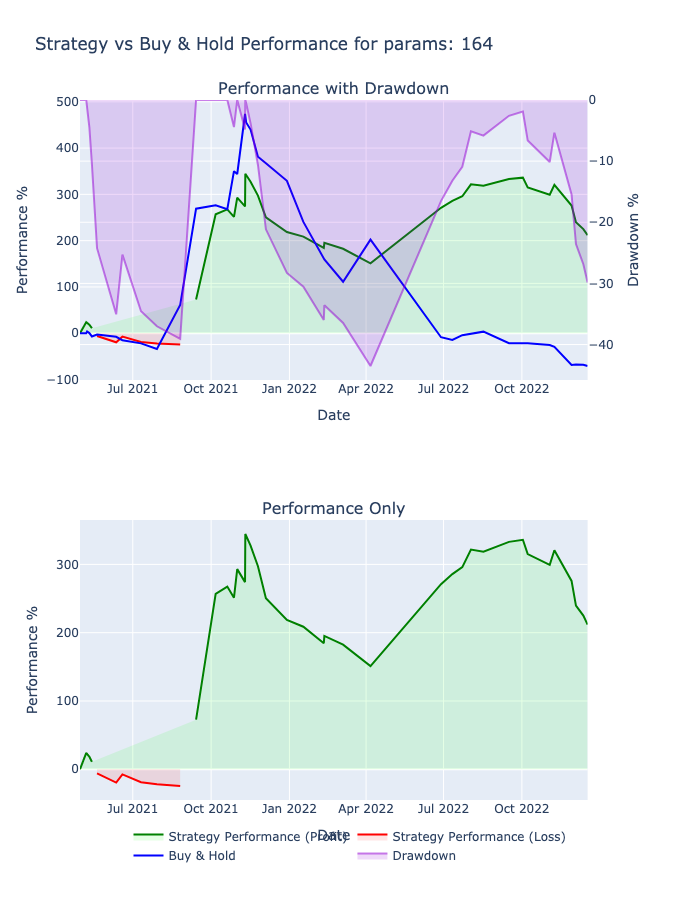 Strategy vs Buy & Hold Performance for params: 164
Performance with Drawdown
500
400
300
200
100
0
−100
0
−10
−20
−30
−40
Performance %
Drawdown %
Jul 2021
Oct 2021
Jan 2022
Apr 2022
Jul 2022
Oct 2022
Date
Performance Only
300
200
100
0
Performance %
Jul 2021
Oct 2021
Jan 2022
Apr 2022
Jul 2022
Oct 2022
Date
Strategy Performance (Profit)
Strategy Performance (Loss)
Buy & Hold
Drawdown